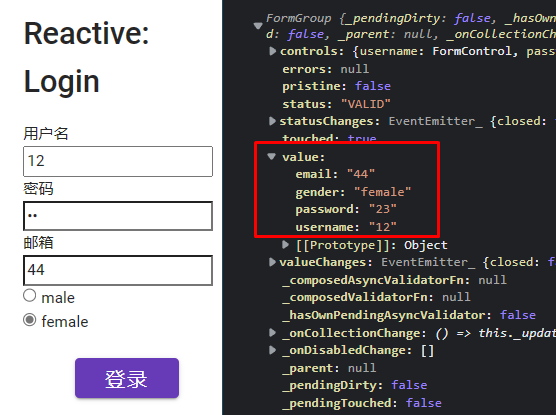 Reactive:
Login
用户名
12
密码
••
邮箱
44
male
female
登录
FormGroup {_pendingDirty: false, _hasOwn
d: false, _parent: null, _onCollectionCh
controls: {username: FormControl, pass
errors: null
pristine: false
status: "VALID"
statusChanges: EventEmitter_ {closed: f
touched: true
value:
email: "44"
gender: "female"
password: "23"
username: "12"
[[Prototype]]: Object
valueChanges: EventEmitter_ {closed: fa
_composedAsyncValidatorFn: null
_composedValidatorFn: null
_hasOwnPendingAsyncValidator: false
_onCollectionChange: () => this._updat
_onDisabledChange: []
_parent: null
_pendingDirty: false
_pendingTouched: false